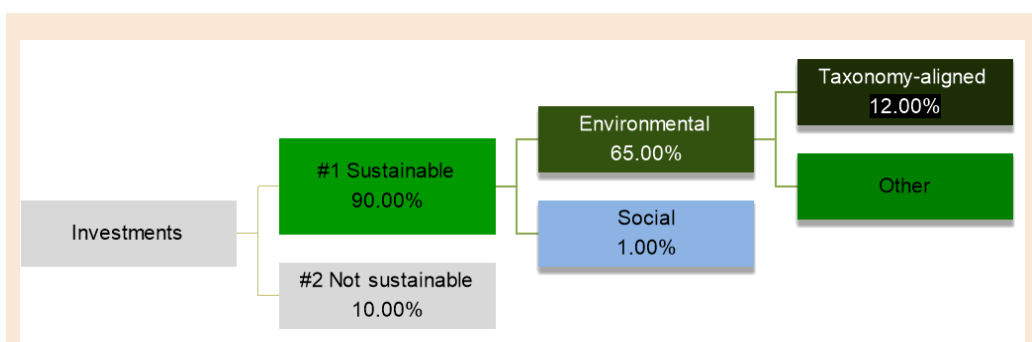 Investments
#1 Sustainable
90.00%
#2 Not sustainable
10.00%
Environmental
65.00%
Social
1.00%
Taxonomy-aligned
12.00%
Other